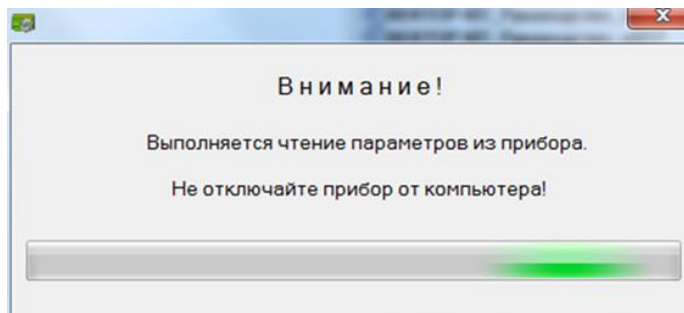 Внимание!
Выполняется чтение параметров из прибора.
Не отключайте прибор от компьютера!